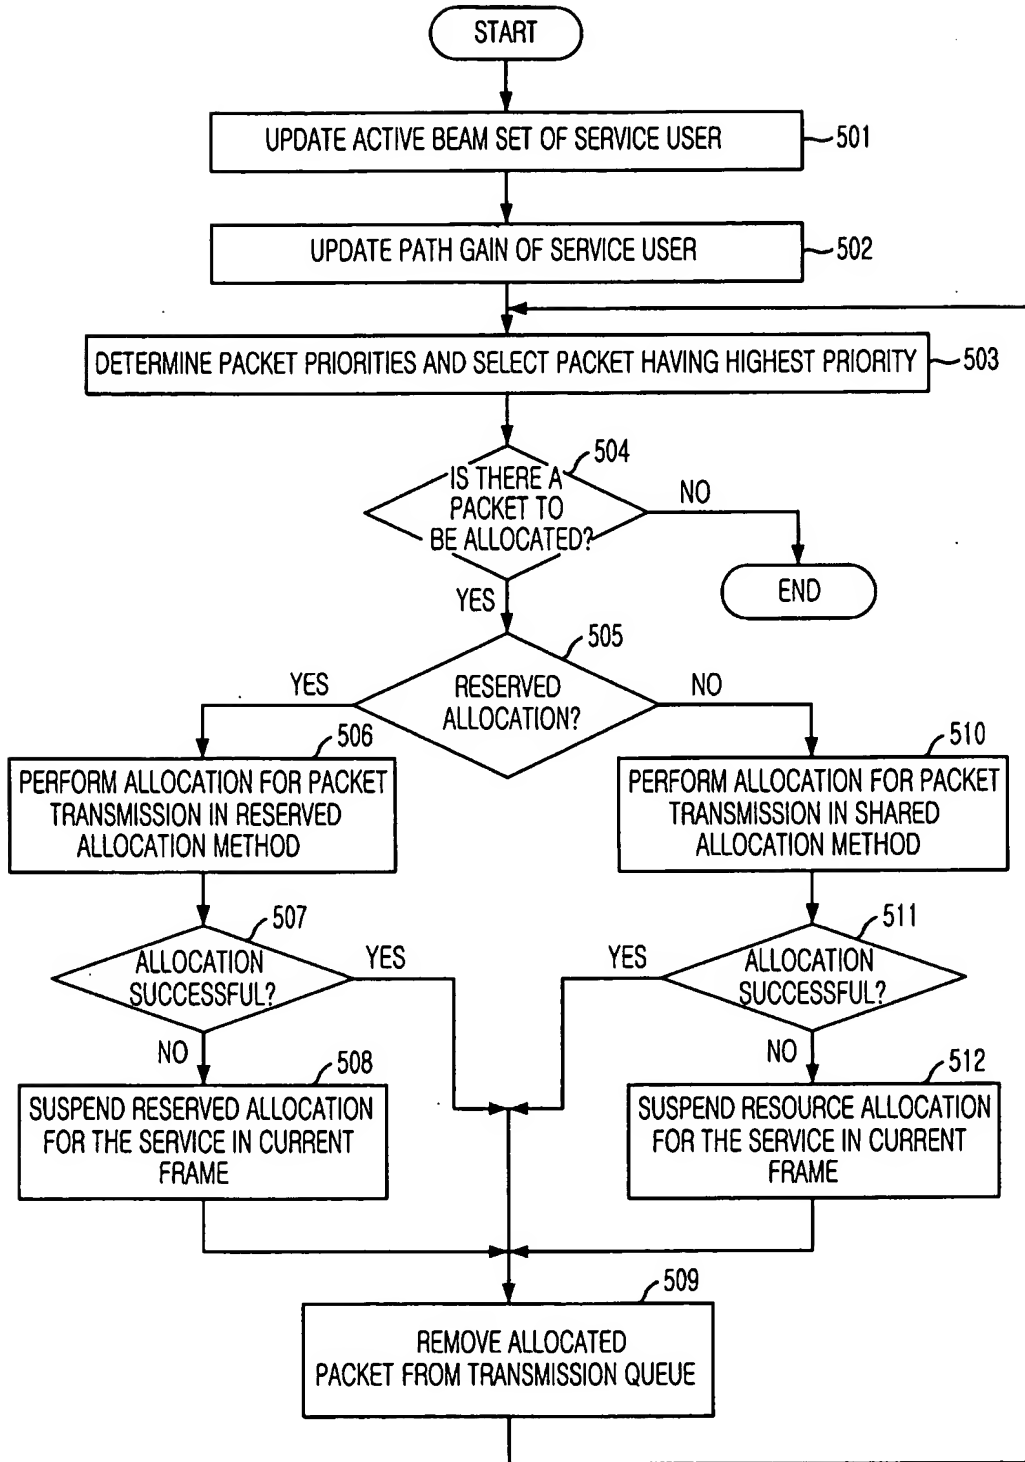 START
UPDATE ACTIVE BEAM SET OF SERVICE USER
501
UPDATE PATH GAIN OF SERVICE USER
502
DETERMINE PACKET PRIORITIES AND SELECT PACKET HAVING HIGHEST PRIORITY
503
504
IS THERE A
PACKET TO
BE ALLOCATED?
NO
END
YES
505
RESERVED
ALLOCATION?
YES
NO
506
PERFORM ALLOCATION FOR PACKET
TRANSMISSION IN RESERVED
ALLOCATION METHOD
510
PERFORM ALLOCATION FOR PACKET
TRANSMISSION IN SHARED
ALLOCATION METHOD
507
ALLOCATION
SUCCESSFUL?
YES
NO
511
ALLOCATION
SUCCESSFUL?
YES
NO
508
SUSPEND RESERVED ALLOCATION
FOR THE SERVICE IN CURRENT
FRAME
512
SUSPEND RESOURCE ALLOCATION
FOR THE SERVICE IN CURRENT
FRAME
509
REMOVE ALLOCATED
PACKET FROM TRANSMISSION QUEUE